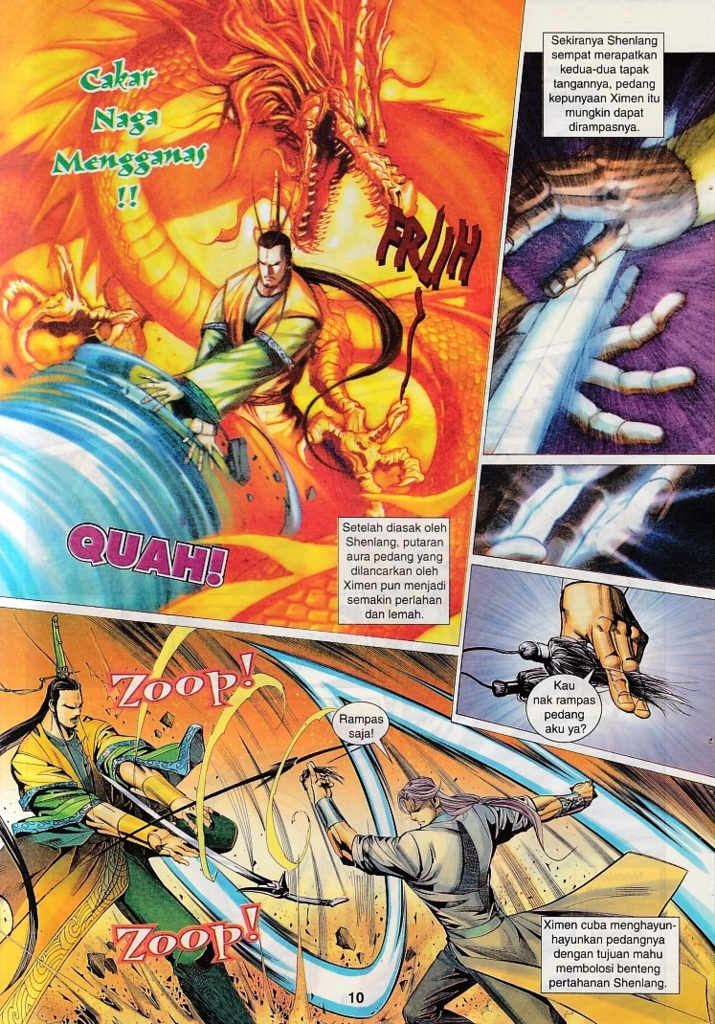 Cakar
Naga
Mengganas
!!
FRUH
QUAH!
Setelah diasak oleh
Shenlang, putaran
aura pedang yang
dilancarkan oleh
Ximen pun menjadi
semakin perlahan
dan lemah.
Sekiranya Shenlang
sempat merapatkan
kedua-dua tapak
tangannya, pedang
kepunyaan Ximen itu
mungkin dapat
dirampasnya.
Kau
nak rampas
pedang
aku ya?
Zoop!
Rampas
saja!
Zoop!
Ximen cuba menghayun-
hayunkan pedangnya
dengan tujuan mahu
membolosi benteng
pertahanan Shenlang.
10